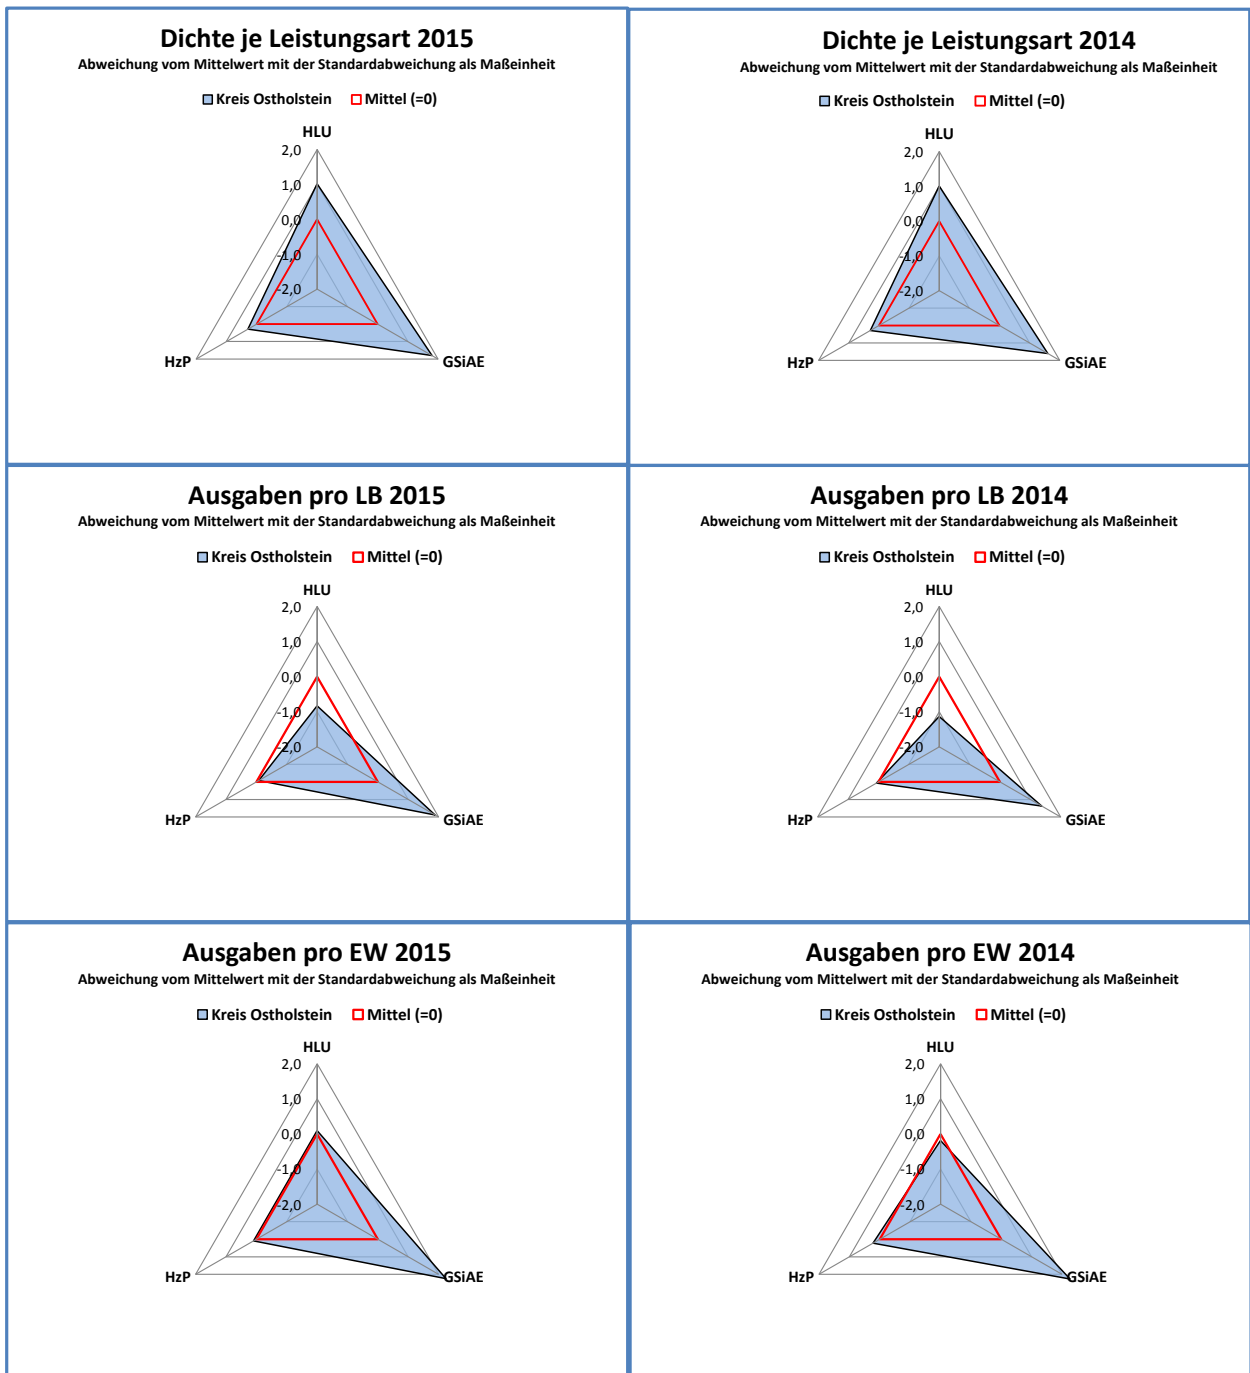 Dichte je Leistungsart 2015
Abweichung vom Mittelwert mit der Standardabweichung als Maßeinheit
Kreis Ostholstein Mittel (=0)
HLU
2,0
1,0
0,0
-1,0
-2,0
HzP
GSiAE
Dichte je Leistungsart 2014
Abweichung vom Mittelwert mit der Standardabweichung als Maßeinheit
Kreis Ostholstein Mittel (=0)
HLU
2,0
1,0
0,0
-1,0
-2,0
HzP
GSiAE
Ausgaben pro LB 2015
Abweichung vom Mittelwert mit der Standardabweichung als Maßeinheit
Kreis Ostholstein Mittel (=0)
HLU
2,0
1,0
0,0
-1,0
-2,0
HzP
GSiAE
Ausgaben pro LB 2014
Abweichung vom Mittelwert mit der Standardabweichung als Maßeinheit
Kreis Ostholstein Mittel (=0)
HLU
2,0
1,0
0,0
-1,0
-2,0
HzP
GSiAE
Ausgaben pro EW 2015
Abweichung vom Mittelwert mit der Standardabweichung als Maßeinheit
Kreis Ostholstein Mittel (=0)
HLU
2,0
1,0
0,0
-1,0
-2,0
HzP
GSiAE
Ausgaben pro EW 2014
Abweichung vom Mittelwert mit der Standardabweichung als Maßeinheit
Kreis Ostholstein Mittel (=0)
HLU
2,0
1,0
0,0
-1,0
-2,0
HzP
GSiAE